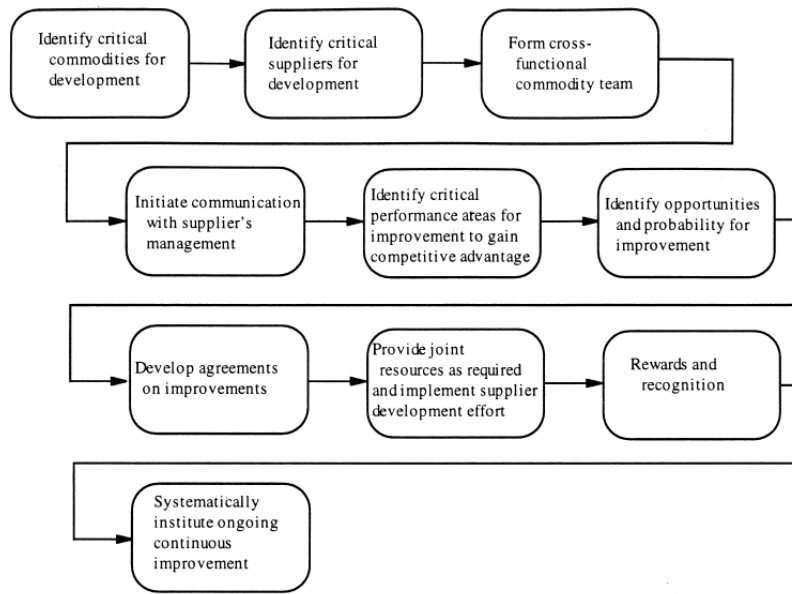 Identify critical
commodities for
development
Identify critical
suppliers for
development
Form cross-
functional
commodity team
Initiate communication
with supplier's
management
Identify critical
performance areas for
improvement to gain
competitive advantage
Identify opportunities
and probability for
improvement
Develop agreements
on improvements
Provide joint
resources as required
and implement supplier
development effort
Rewards and
recognition
Systematically
institute ongoing
continuous
improvement